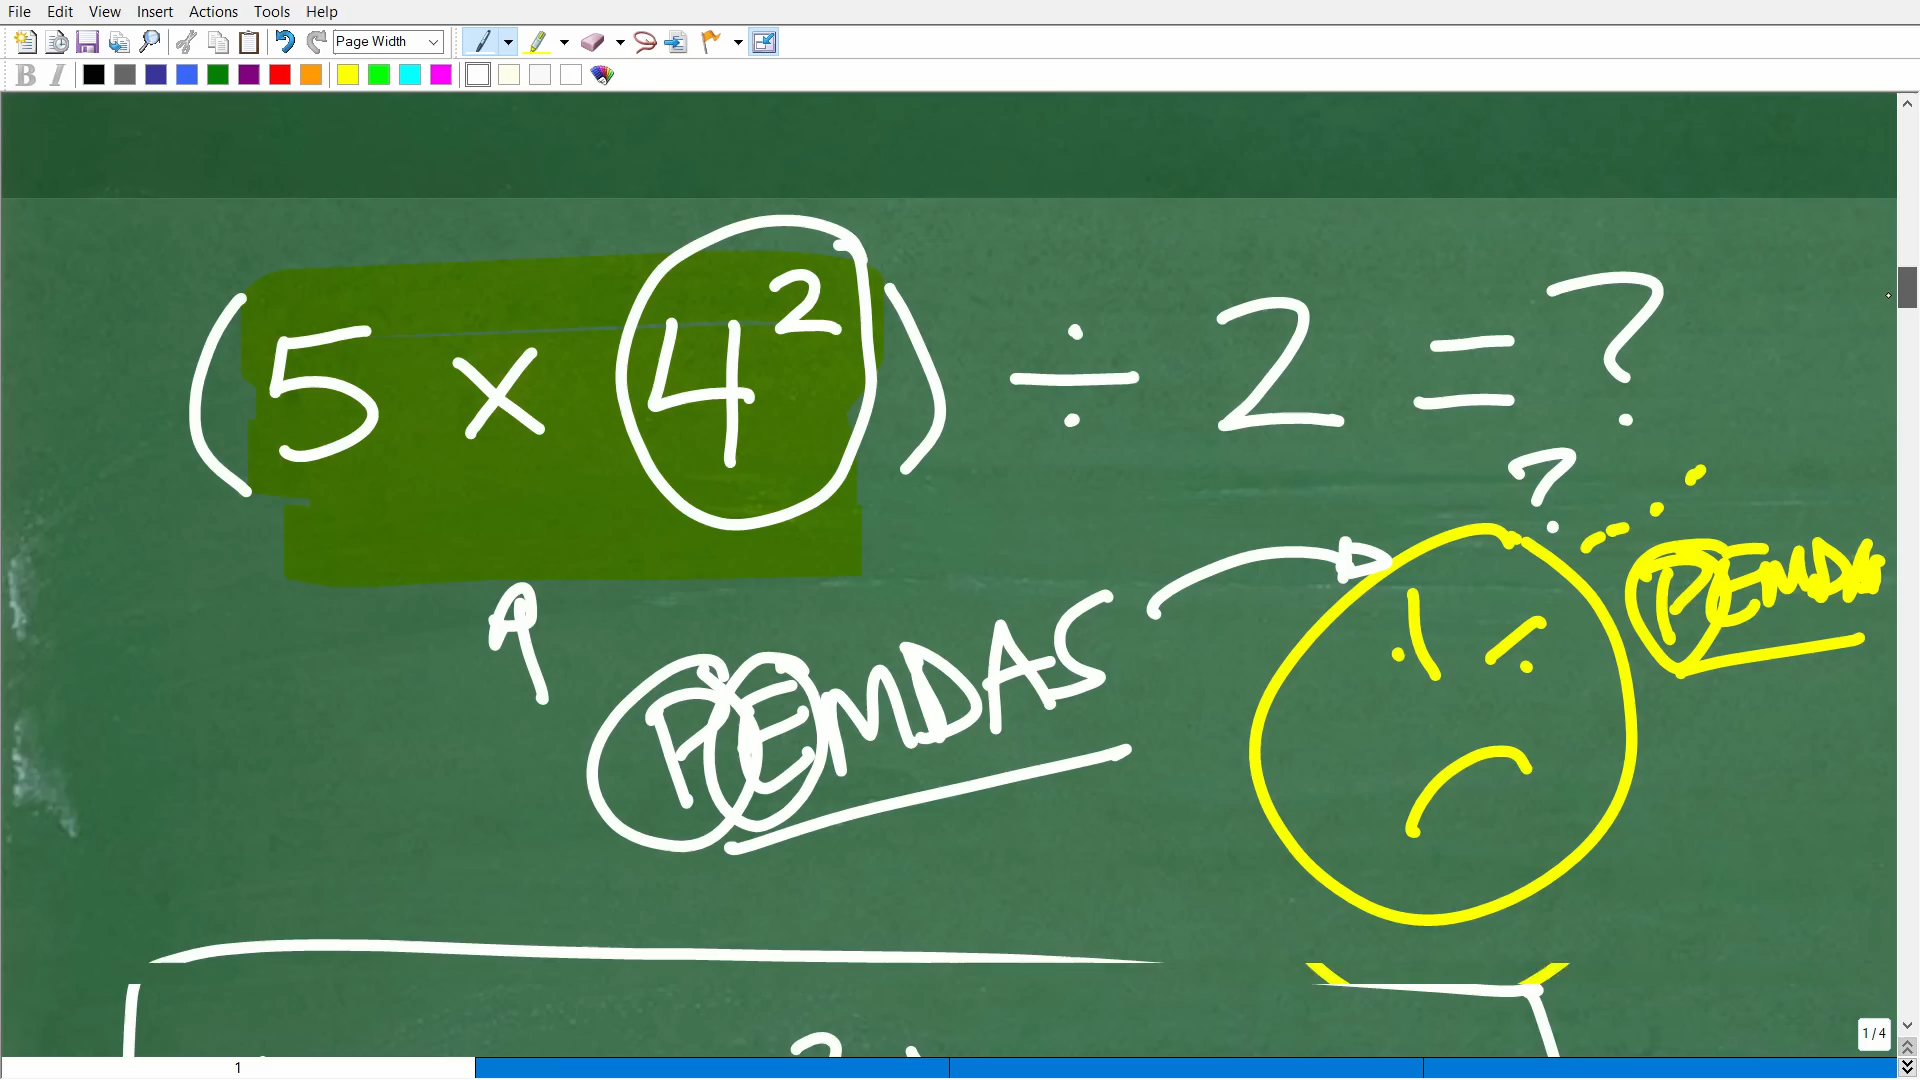 File Edit View Insert Actions Tools Help
Page Width
B I
(5 × 4²) ÷ 2 = ?
?
PEMDAS
PEMDAS
1 / 4
1